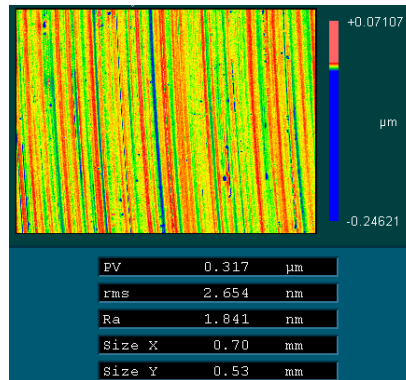 +0.07107
µm
-0.24621
PV 0.317 µm
rms 2.654 nm
Ra 1.841 nm
Size X 0.70 mm
Size Y 0.53 mm